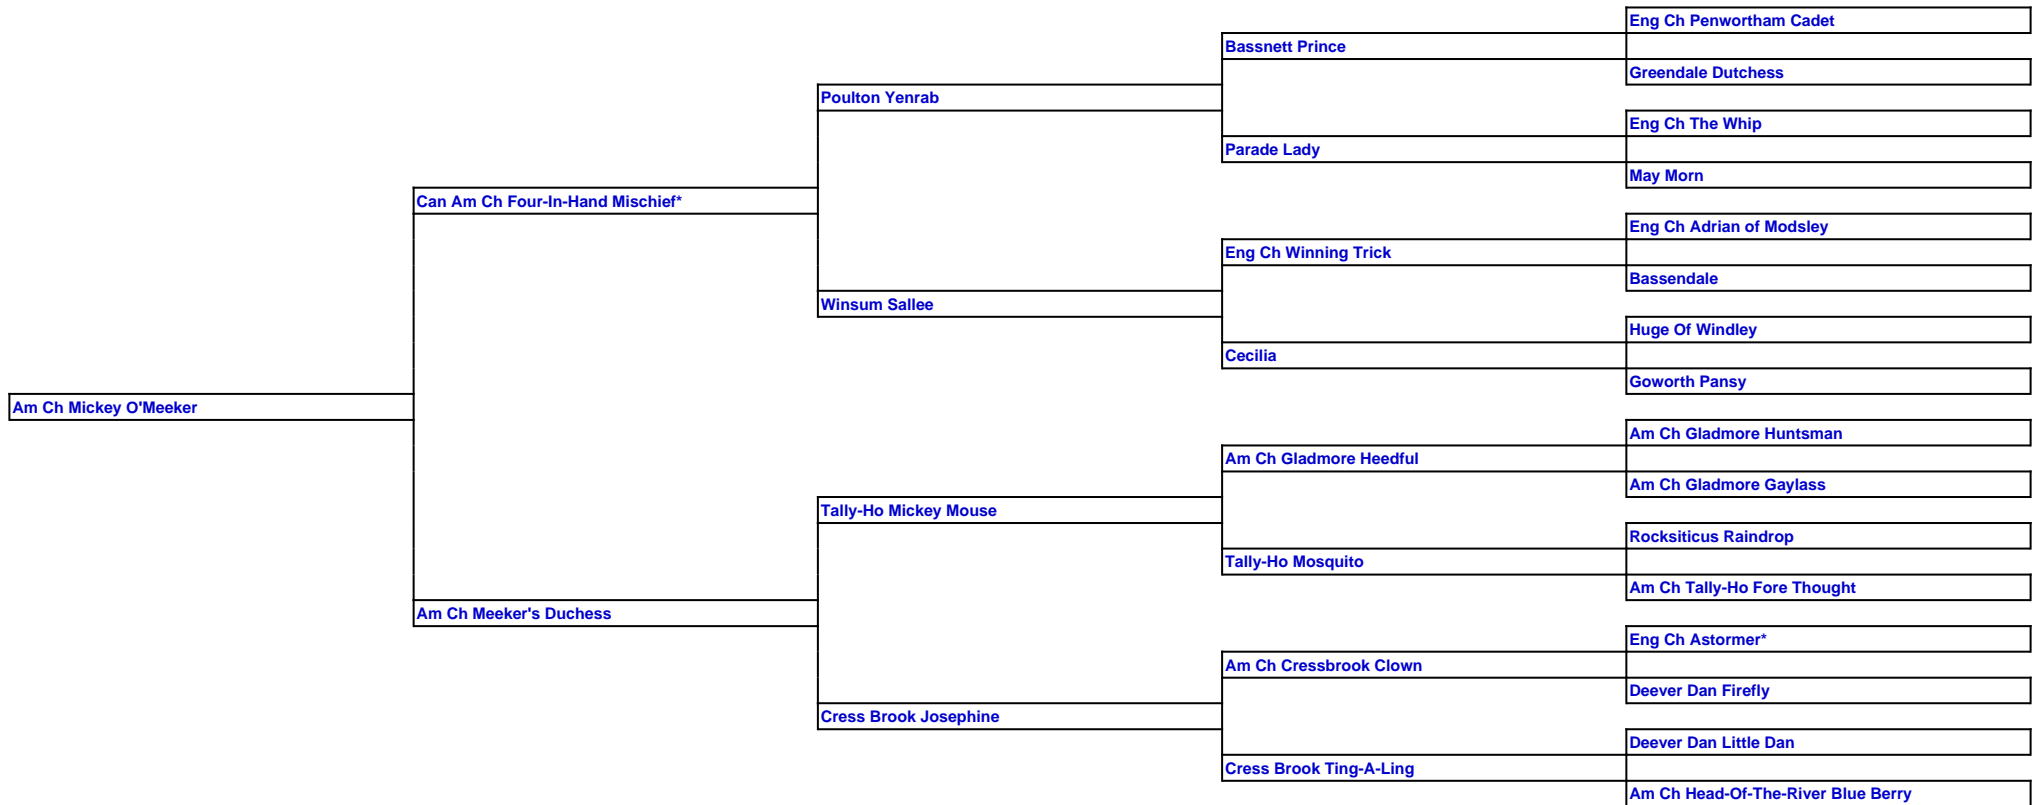 Eng Ch Penwortham Cadet
Bassnett Prince
Greendale Dutchess
Poulton Yenrab
Eng Ch The Whip
Parade Lady
May Morn
Can Am Ch Four-In-Hand Mischief*
Eng Ch Adrian of Modsley
Eng Ch Winning Trick
Bassendale
Winsum Sallee
Huge Of Windley
Cecilia
Goworth Pansy
Am Ch Mickey O'Meeker
Am Ch Gladmore Huntsman
Am Ch Gladmore Heedful
Am Ch Gladmore Gaylass
Tally-Ho Mickey Mouse
Rocksiticus Raindrop
Tally-Ho Mosquito
Am Ch Tally-Ho Fore Thought
Am Ch Meeker's Duchess
Eng Ch Astormer*
Am Ch Cressbrook Clown
Deever Dan Firefly
Cress Brook Josephine
Deever Dan Little Dan
Cress Brook Ting-A-Ling
Am Ch Head-Of-The-River Blue Berry